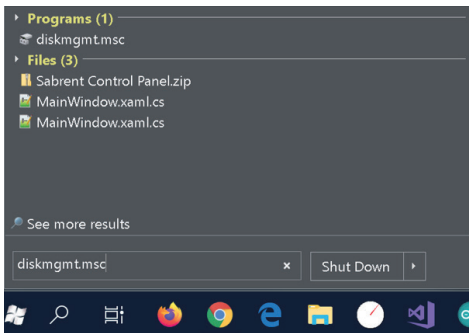 Programs (1)
diskmgmt.msc
Files (3)
Sabrent Control Panel.zip
MainWindow.xaml.cs
MainWindow.xaml.cs
See more results
diskmgmt.msc
Shut Down